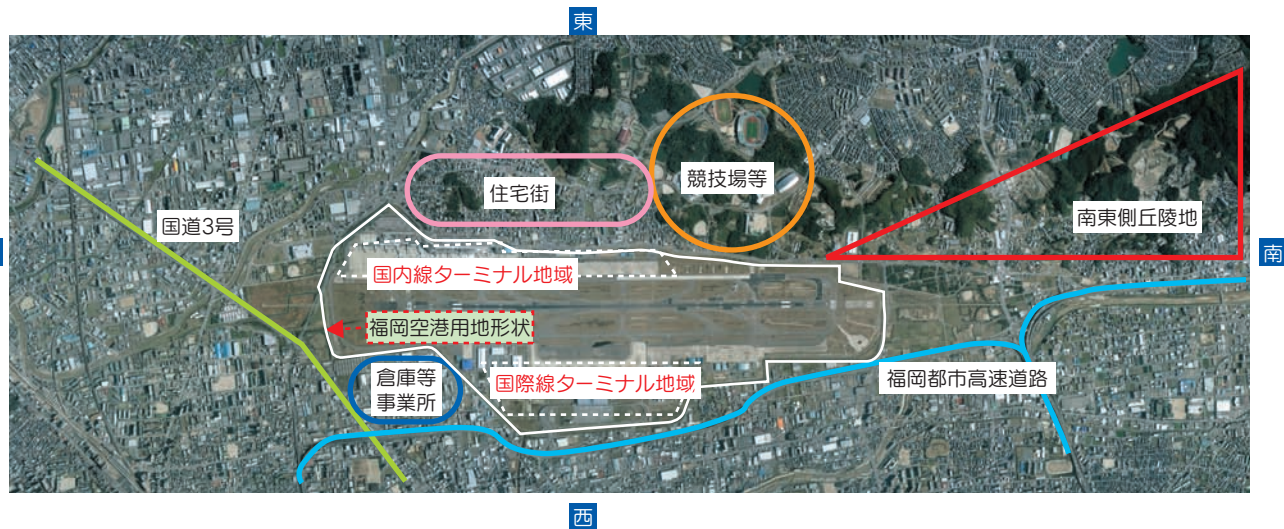 東
住宅街
競技場等
国道3号
南東側丘陵地
南
国内線ターミナル地域
福岡空港用地形状
倉庫等
事業所
国際線ターミナル地域
福岡都市高速道路
西